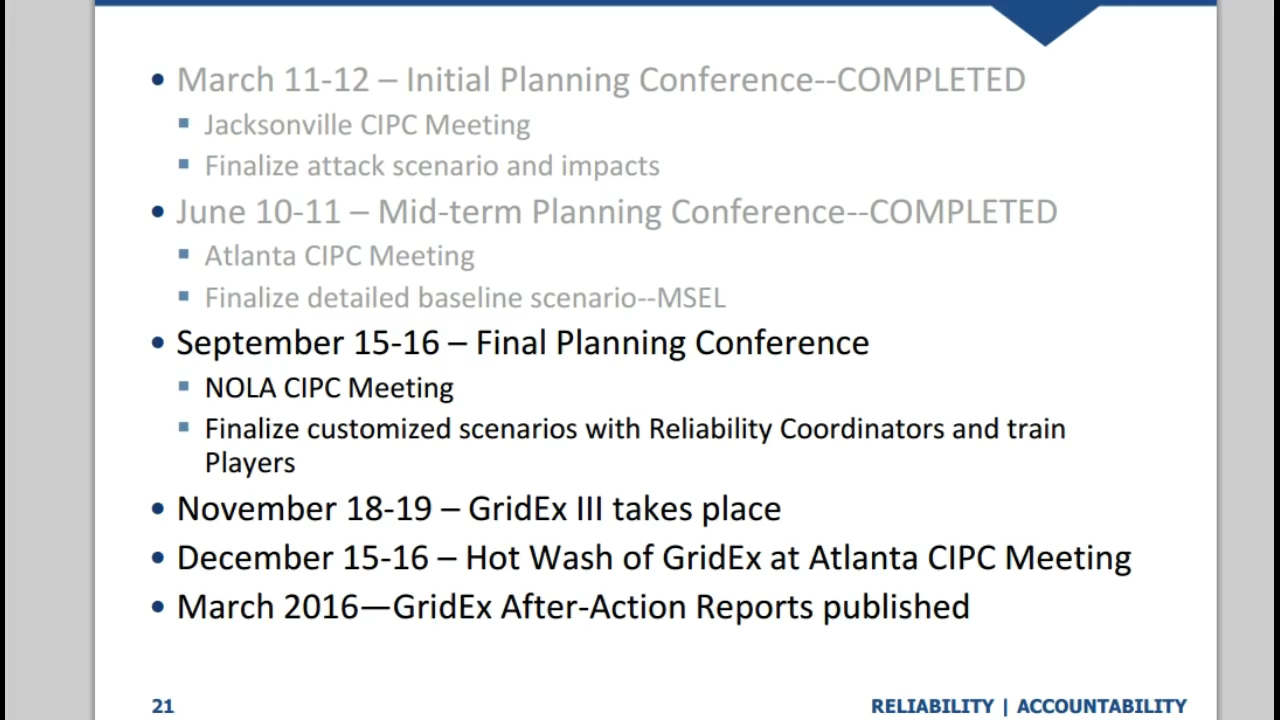 • March 11-12 – Initial Planning Conference--COMPLETED
▪ Jacksonville CIPC Meeting
▪ Finalize attack scenario and impacts
• June 10-11 – Mid-term Planning Conference--COMPLETED
▪ Atlanta CIPC Meeting
▪ Finalize detailed baseline scenario--MSEL
• September 15-16 – Final Planning Conference
▪ NOLA CIPC Meeting
▪ Finalize customized scenarios with Reliability Coordinators and train
Players
• November 18-19 – GridEx III takes place
• December 15-16 – Hot Wash of GridEx at Atlanta CIPC Meeting
• March 2016—GridEx After-Action Reports published
21
RELIABILITY | ACCOUNTABILITY